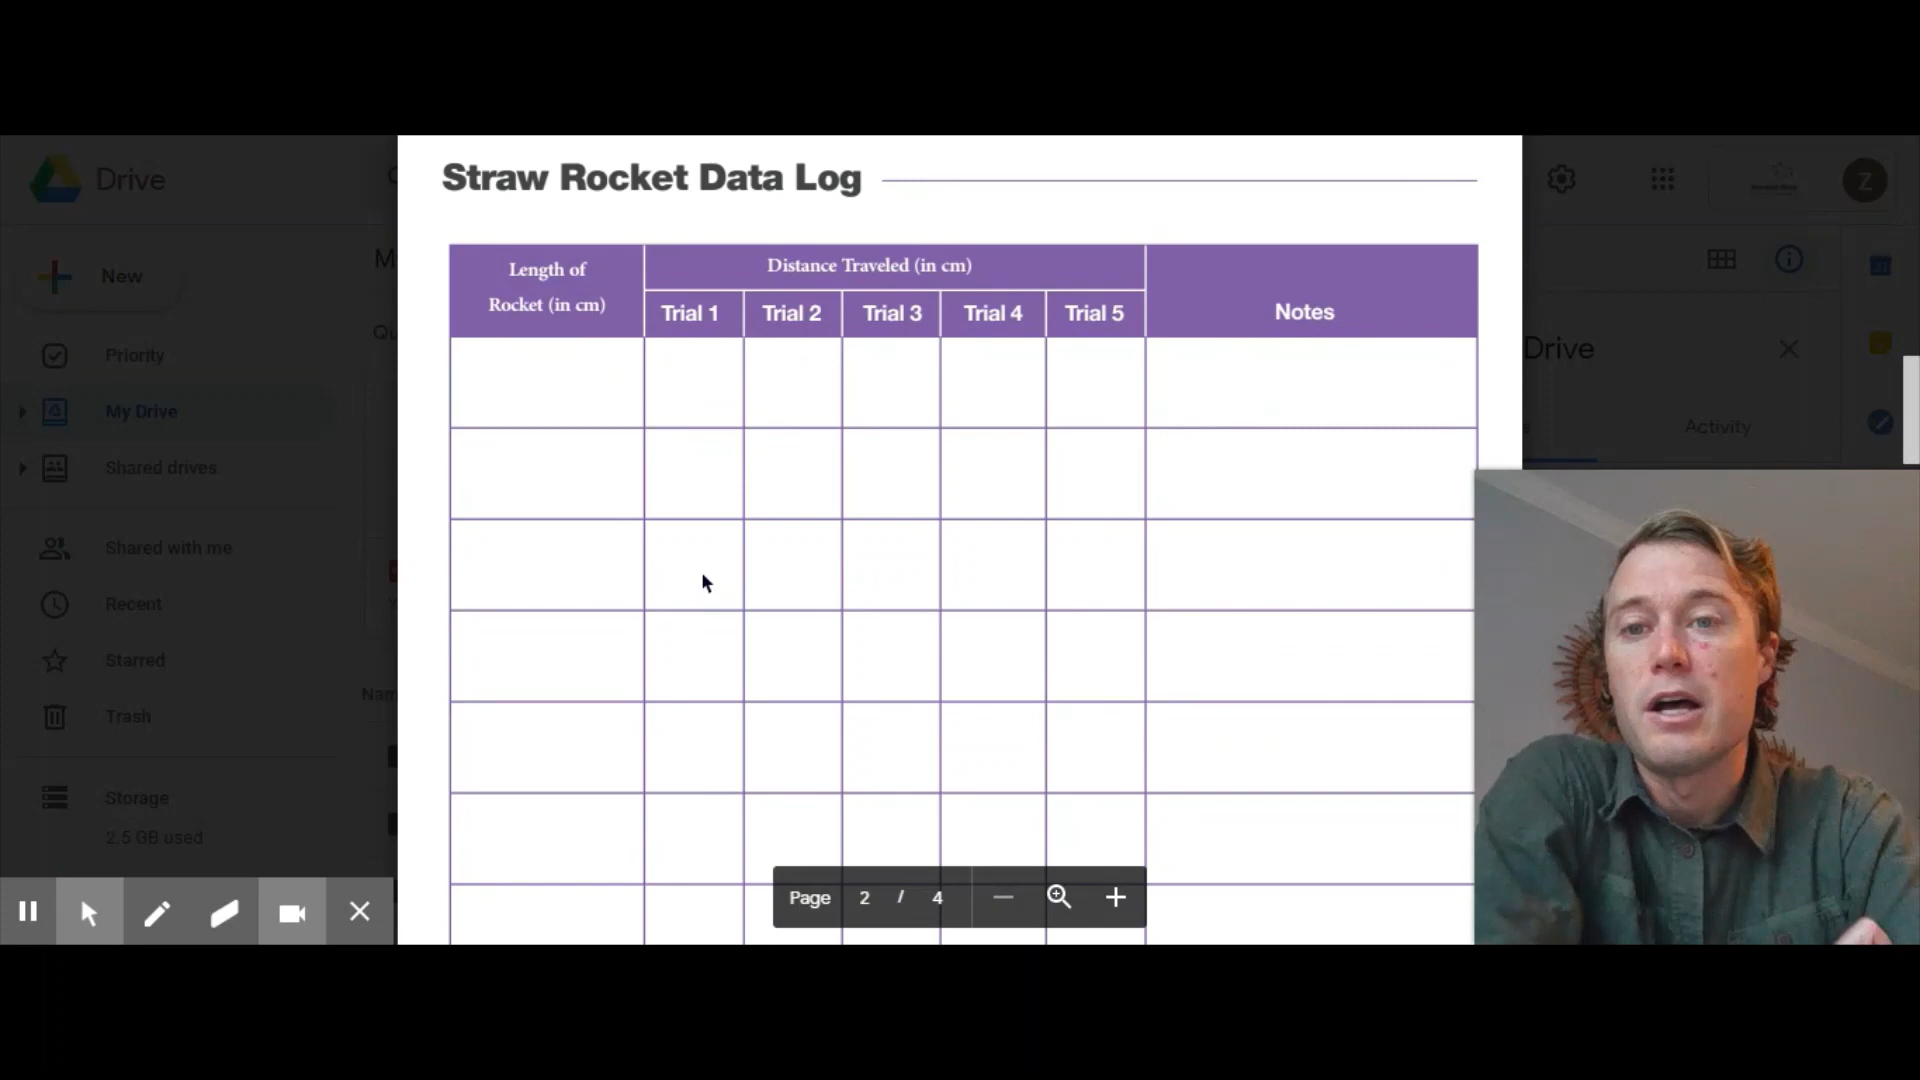 Straw Rocket Data Log
Drive
New
Priority
My Drive
Shared drives
Shared with me
Recent
Starred
Trash
Storage
2.5 GB used
Length of
Rocket (in cm)
Distance Traveled (in cm)
Trial 1 Trial 2 Trial 3 Trial 4 Trial 5
Notes
Drive
Activity
Z
Page 2 / 4